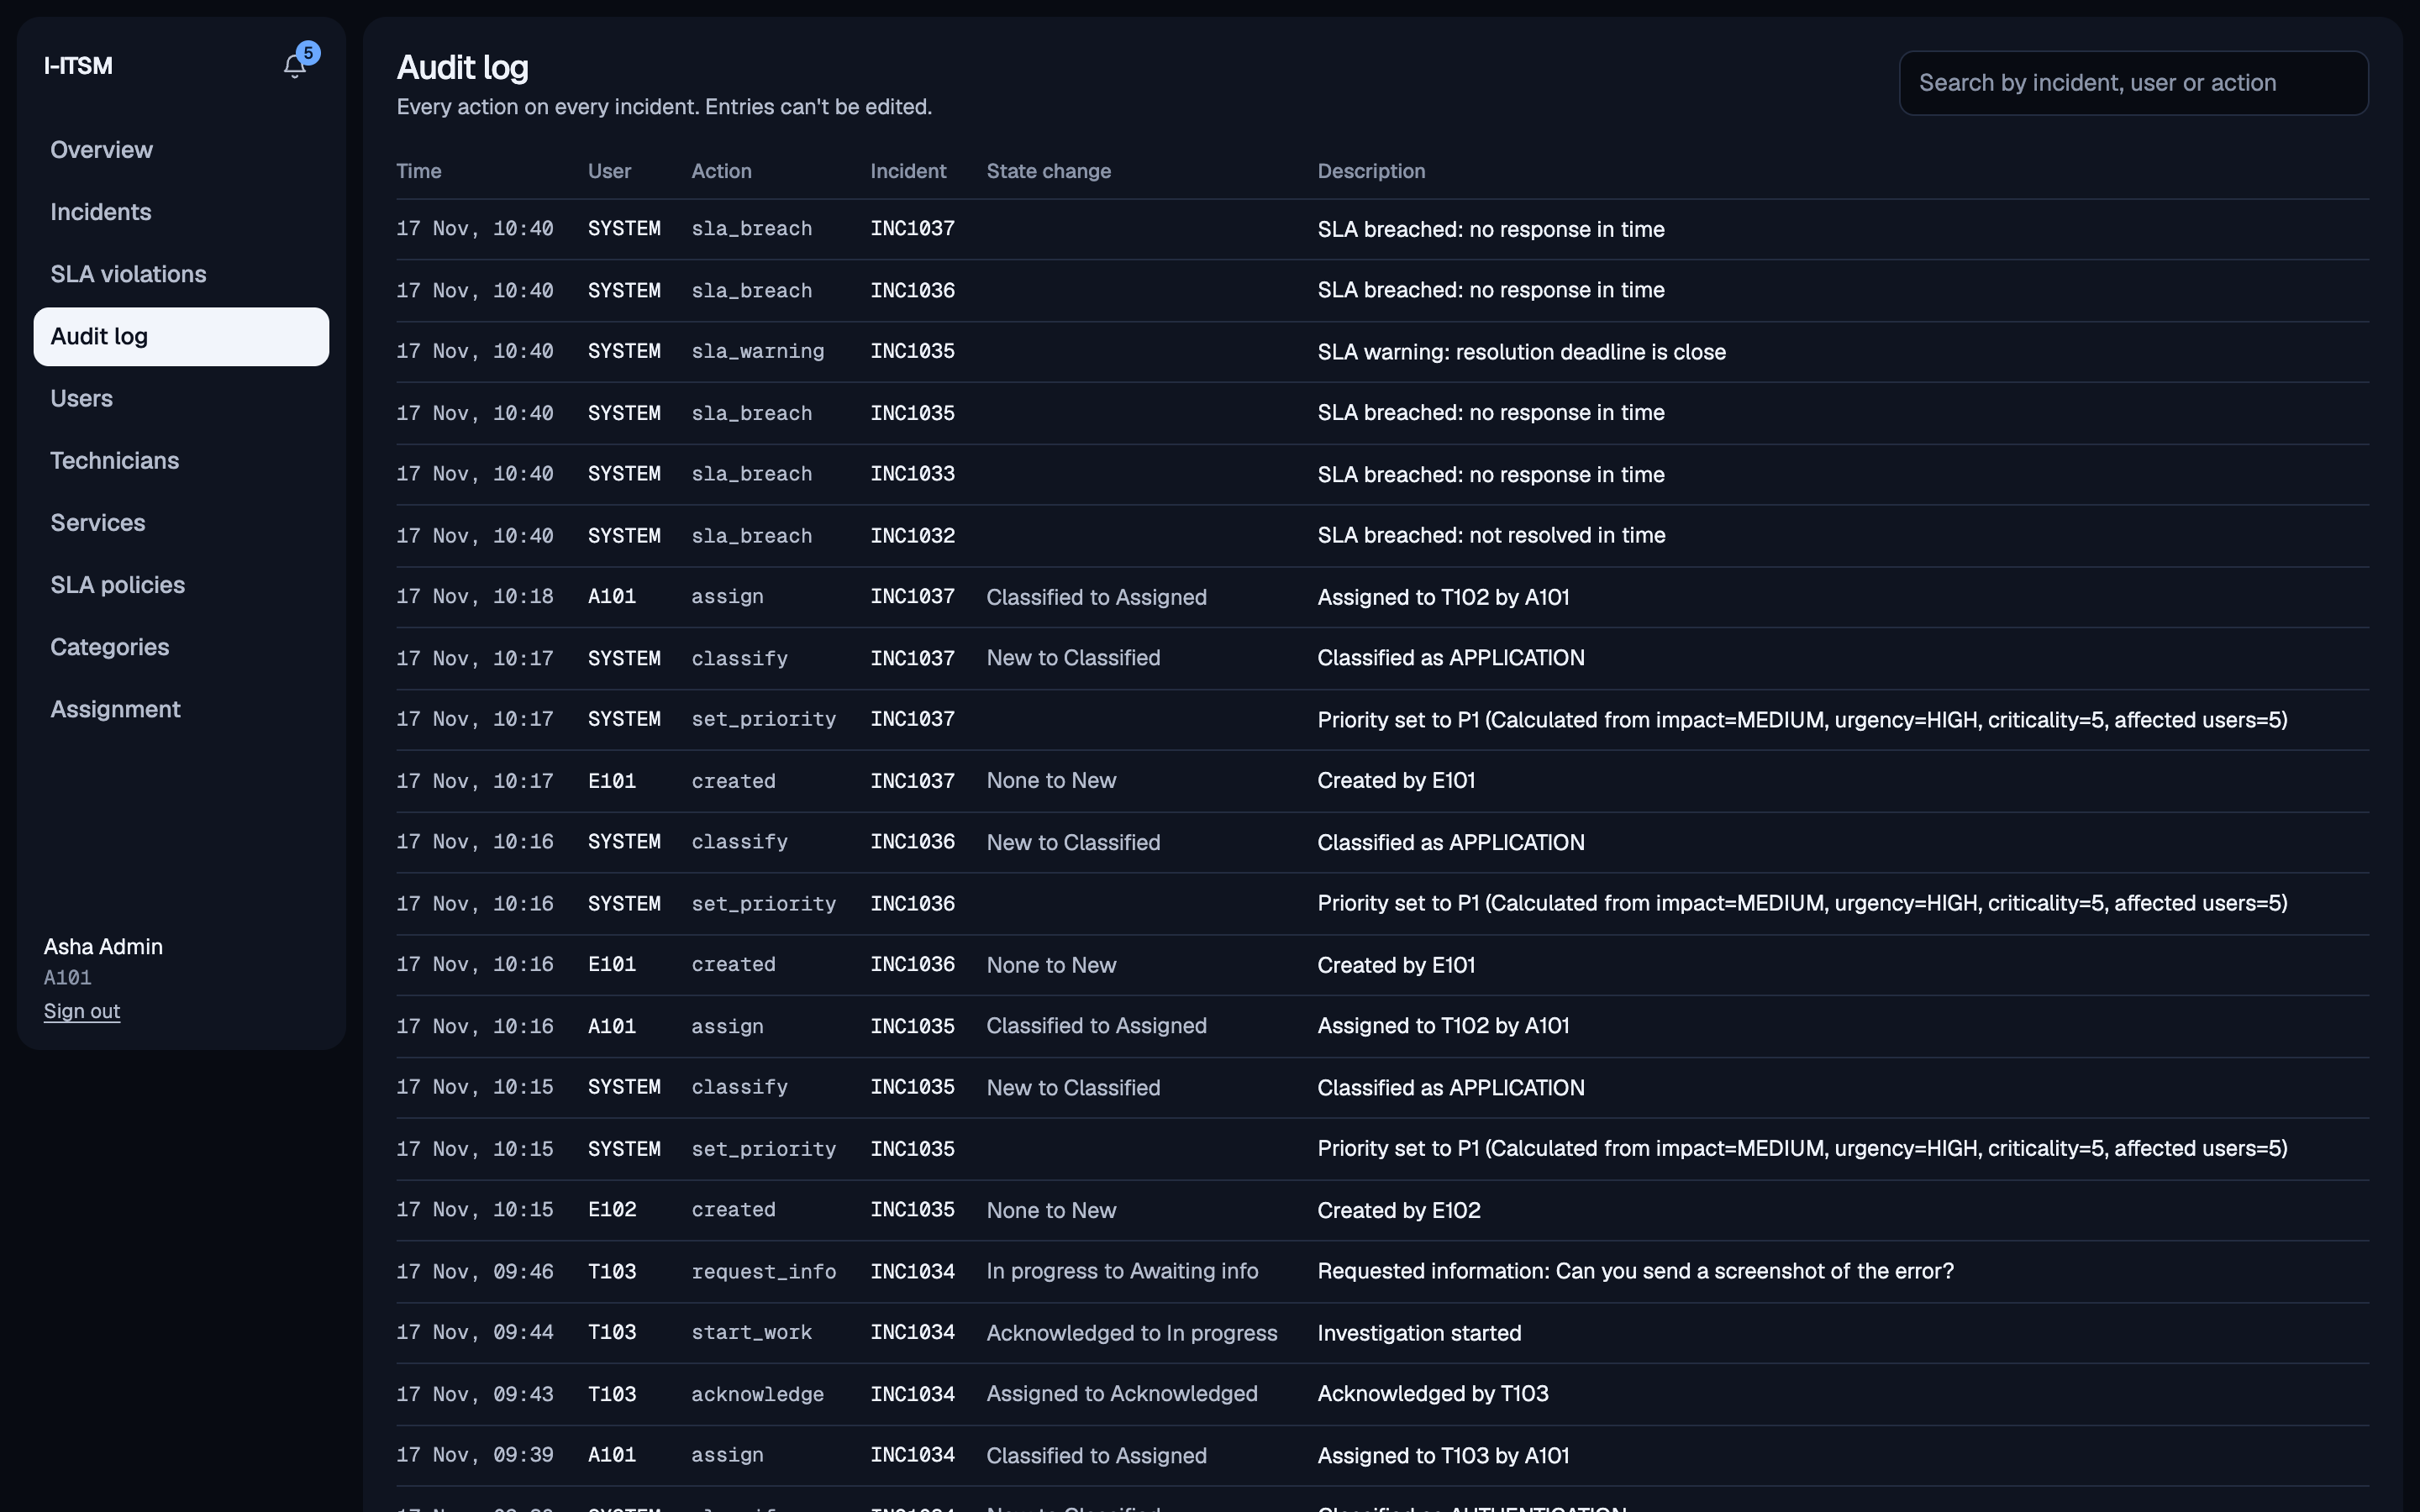 I-ITSM
5
Overview
Incidents
SLA violations
Audit log
Users
Technicians
Services
SLA policies
Categories
Assignment
Asha Admin
A101
Sign out
Audit log
Every action on every incident. Entries can't be edited.
Search by incident, user or action
Time User Action Incident State change Description
17 Nov, 10:40 SYSTEM sla_breach INC1037 SLA breached: no response in time
17 Nov, 10:40 SYSTEM sla_breach INC1036 SLA breached: no response in time
17 Nov, 10:40 SYSTEM sla_warning INC1035 SLA warning: resolution deadline is close
17 Nov, 10:40 SYSTEM sla_breach INC1035 SLA breached: no response in time
17 Nov, 10:40 SYSTEM sla_breach INC1033 SLA breached: no response in time
17 Nov, 10:40 SYSTEM sla_breach INC1032 SLA breached: not resolved in time
17 Nov, 10:18 A101 assign INC1037 Classified to Assigned Assigned to T102 by A101
17 Nov, 10:17 SYSTEM classify INC1037 New to Classified Classified as APPLICATION
17 Nov, 10:17 SYSTEM set_priority INC1037 Priority set to P1 (Calculated from impact=MEDIUM, urgency=HIGH, criticality=5, affected users=5)
17 Nov, 10:17 E101 created INC1037 None to New Created by E101
17 Nov, 10:16 SYSTEM classify INC1036 New to Classified Classified as APPLICATION
17 Nov, 10:16 SYSTEM set_priority INC1036 Priority set to P1 (Calculated from impact=MEDIUM, urgency=HIGH, criticality=5, affected users=5)
17 Nov, 10:16 E101 created INC1036 None to New Created by E101
17 Nov, 10:16 A101 assign INC1035 Classified to Assigned Assigned to T102 by A101
17 Nov, 10:15 SYSTEM classify INC1035 New to Classified Classified as APPLICATION
17 Nov, 10:15 SYSTEM set_priority INC1035 Priority set to P1 (Calculated from impact=MEDIUM, urgency=HIGH, criticality=5, affected users=5)
17 Nov, 10:15 E102 created INC1035 None to New Created by E102
17 Nov, 09:46 T103 request_info INC1034 In progress to Awaiting info Requested information: Can you send a screenshot of the error?
17 Nov, 09:44 T103 start_work INC1034 Acknowledged to In progress Investigation started
17 Nov, 09:43 T103 acknowledge INC1034 Assigned to Acknowledged Acknowledged by T103
17 Nov, 09:39 A101 assign INC1034 Classified to Assigned Assigned to T103 by A101